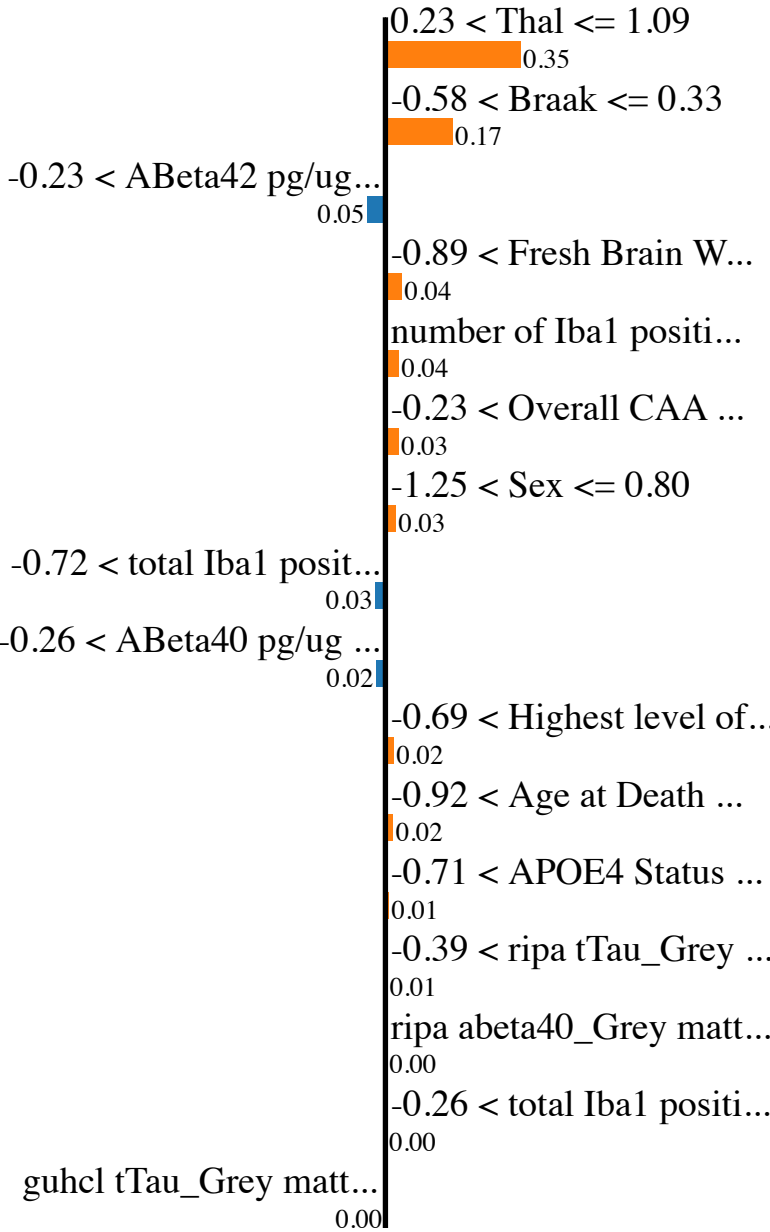 0.23 < Thal <= 1.09
0.35
-0.58 < Braak <= 0.33
0.17
-0.23 < ABeta42 pg/ug...
0.05
-0.89 < Fresh Brain W...
0.04
number of Iba1 positi...
0.04
-0.23 < Overall CAA ...
0.03
-1.25 < Sex <= 0.80
0.03
-0.72 < total Iba1 posit...
0.03
-0.26 < ABeta40 pg/ug ...
0.02
-0.69 < Highest level of...
0.02
-0.92 < Age at Death ...
0.02
-0.71 < APOE4 Status ...
0.01
-0.39 < ripa tTau_Grey ...
0.01
ripa abeta40_Grey matt...
0.00
-0.26 < total Iba1 positi...
0.00
guhcl tTau_Grey matt...
0.00